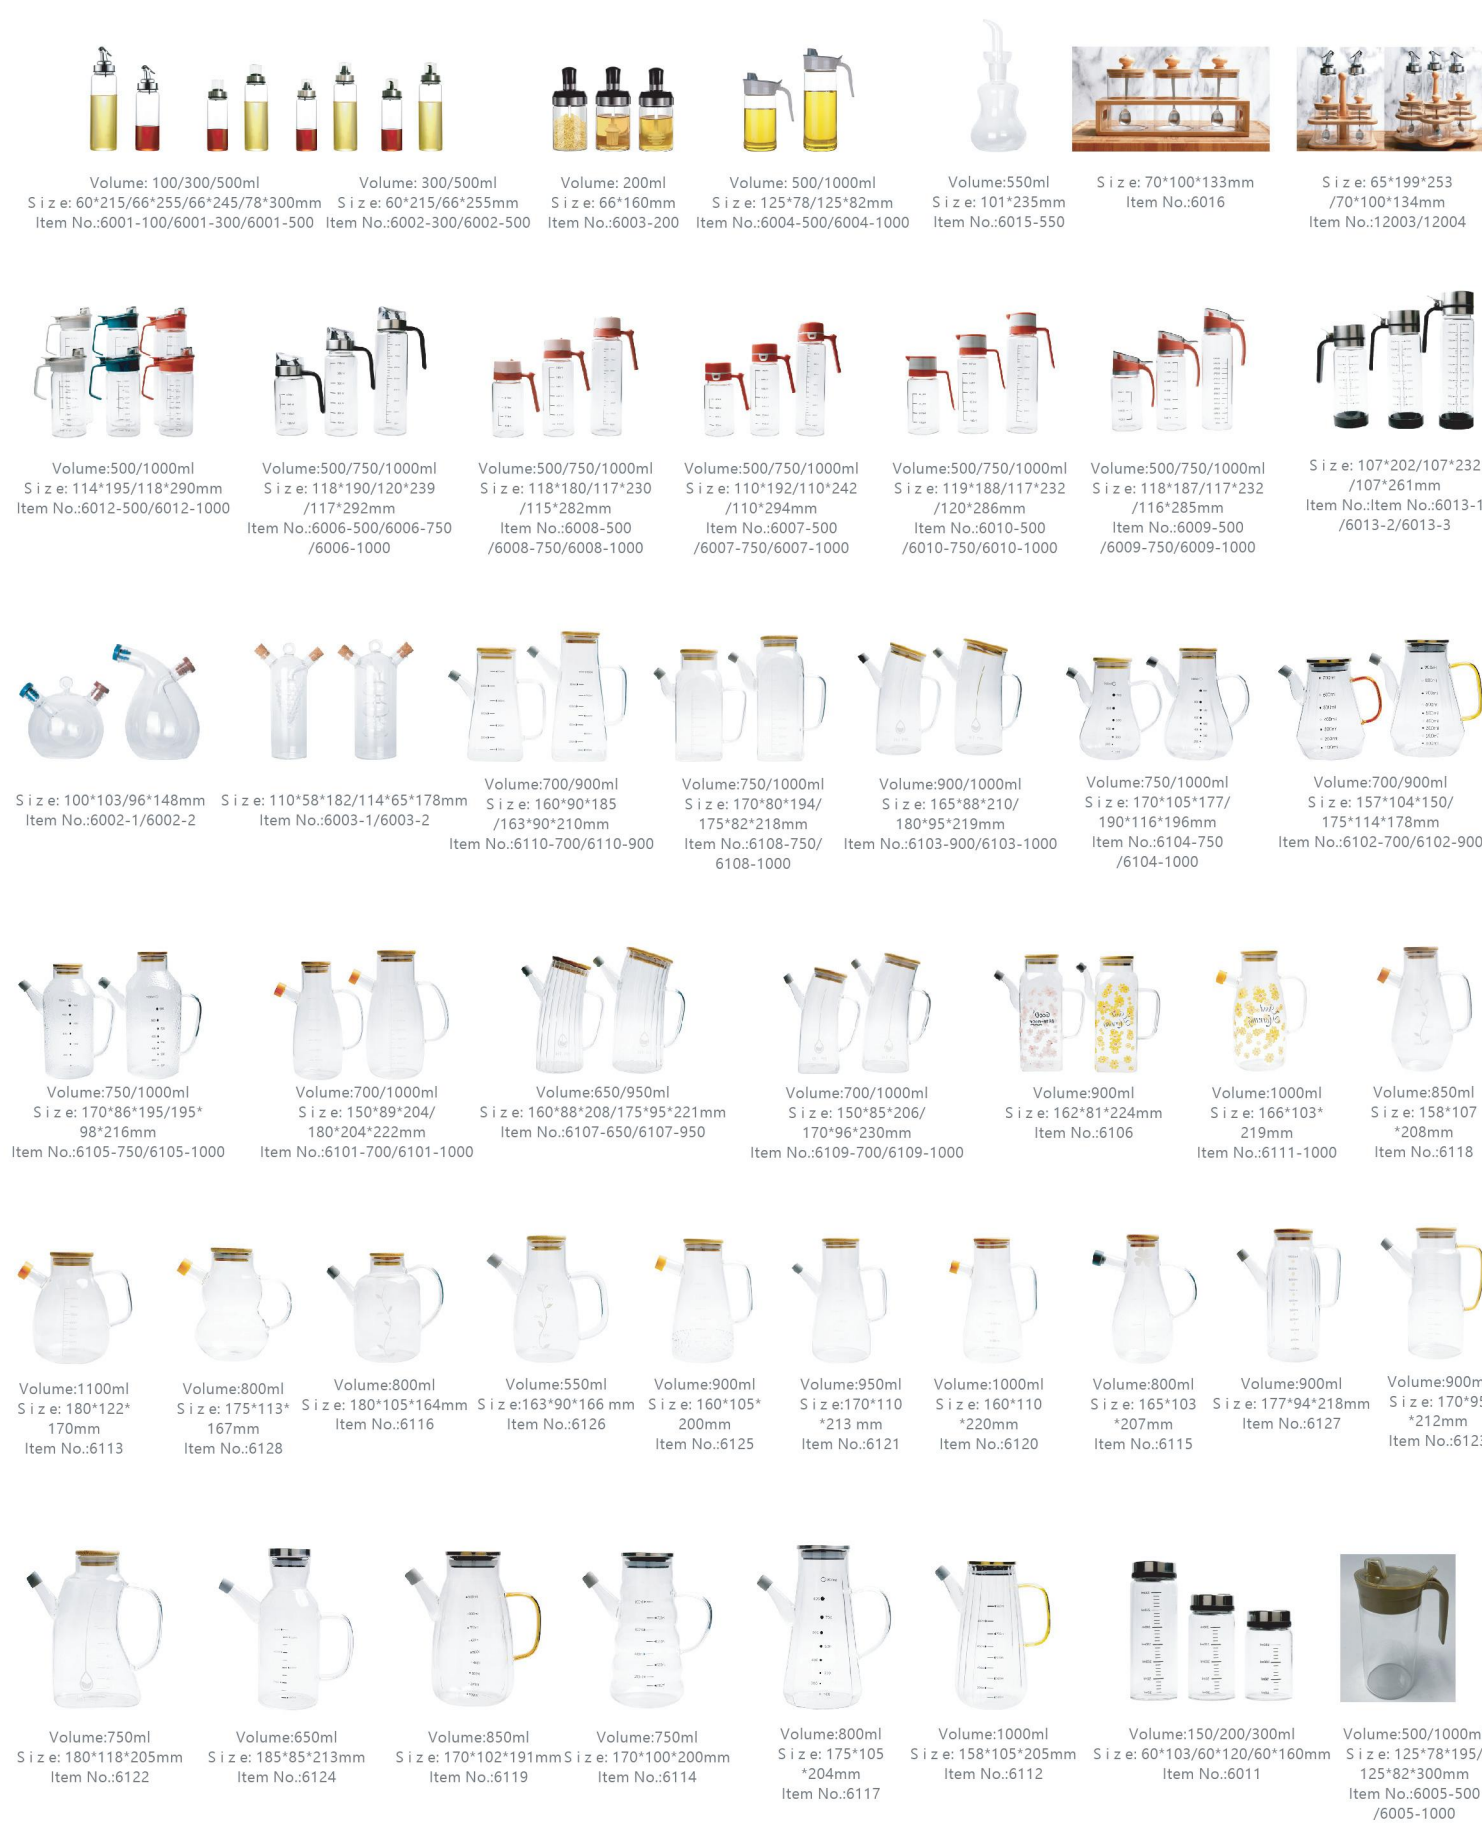 Volume: 100/300/500ml
Size: 60*215/66*255/66*245/78*300mm
Item No.:6001-100/6001-300/6001-500
Volume: 300/500ml
Size: 60*215/66*255mm
Item No.:6002-300/6002-500
Volume: 200ml
Size: 66*160mm
Item No.:6003-200
Volume: 500/1000ml
Size: 125*78/125*82mm
Item No.:6004-500/6004-1000
Volume:550ml
Size: 101*235mm
Item No.:6015-550
Size: 70*100*133mm
Item No.:6016
Size: 65*199*253
/70*100*134mm
Item No.:12003/12004
Volume:500/1000ml
Size: 114*195/118*290mm
Item No.:6012-500/6012-1000
Volume:500/750/1000ml
Size: 118*190/120*239
/117*292mm
Item No.:6006-500/6006-750
/6006-1000
Volume:500/750/1000ml
Size: 118*180/117*230
/115*282mm
Item No.:6008-500
/6008-750/6008-1000
Volume:500/750/1000ml
Size: 110*192/110*242
/110*294mm
Item No.:6007-500
/6007-750/6007-1000
Volume:500/750/1000ml
Size: 119*188/117*232
/120*286mm
Item No.:6010-500
/6010-750/6010-1000
Volume:500/750/1000ml
Size: 118*187/117*232
/116*285mm
Item No.:6009-500
/6009-750/6009-1000
Size: 107*202/107*232
/107*261mm
Item No.:Item No.:6013-1
/6013-2/6013-3
Size: 100*103/96*148mm
Item No.:6002-1/6002-2
Size: 110*58*182/114*65*178mm
Item No.:6003-1/6003-2
Volume:700/900ml
Size: 160*90*185
/163*90*210mm
Item No.:6110-700/6110-900
Volume:750/1000ml
Size: 170*80*194/
175*82*218mm
Item No.:6108-750/
6108-1000
Volume:900/1000ml
Size: 165*88*210/
180*95*219mm
Item No.:6103-900/6103-1000
Volume:750/1000ml
Size: 170*105*177/
190*116*196mm
Item No.:6104-750
/6104-1000
Volume:700/900ml
Size: 157*104*150/
175*114*178mm
Item No.:6102-700/6102-900
Volume:750/1000ml
Size: 170*86*195/195*
98*216mm
Item No.:6105-750/6105-1000
Volume:700/1000ml
Size: 150*89*204/
180*204*222mm
Item No.:6101-700/6101-1000
Volume:650/950ml
Size: 160*88*208/175*95*221mm
Item No.:6107-650/6107-950
Volume:700/1000ml
Size: 150*85*206/
170*96*230mm
Item No.:6109-700/6109-1000
Volume:900ml
Size: 162*81*224mm
Item No.:6106
Volume:1000ml
Size: 166*103*
219mm
Item No.:6111-1000
Volume:850ml
Size: 158*107
*208mm
Item No.:6118
Volume:1100ml
Size: 180*122*
170mm
Item No.:6113
Volume:800ml
Size: 175*113*
167mm
Item No.:6128
Volume:800ml
Size: 180*105*164mm
Item No.:6116
Volume:550ml
Size:163*90*166 mm
Item No.:6126
Volume:900ml
Size: 160*105*
200mm
Item No.:6125
Volume:950ml
Size:170*110
*213 mm
Item No.:6121
Volume:1000ml
Size: 160*110
*220mm
Item No.:6120
Volume:800ml
Size: 165*103
*207mm
Item No.:6115
Volume:900ml
Size: 177*94*218mm
Item No.:6127
Volume:900m
Size: 170*95
*212mm
Item No.:612
Volume:750ml
Size: 180*118*205mm
Item No.:6122
Volume:650ml
Size: 185*85*213mm
Item No.:6124
Volume:850ml
Size: 170*102*191mm
Item No.:6119
Volume:750ml
Size: 170*100*200mm
Item No.:6114
Volume:800ml
Size: 175*105
*204mm
Item No.:6117
Volume:1000ml
Size: 158*105*205mm
Item No.:6112
Volume:150/200/300ml
Size: 60*103/60*120/60*160mm
Item No.:6011
Volume:500/1000m
Size: 125*78*195/
125*82*300mm
Item No.:6005-500
/6005-1000